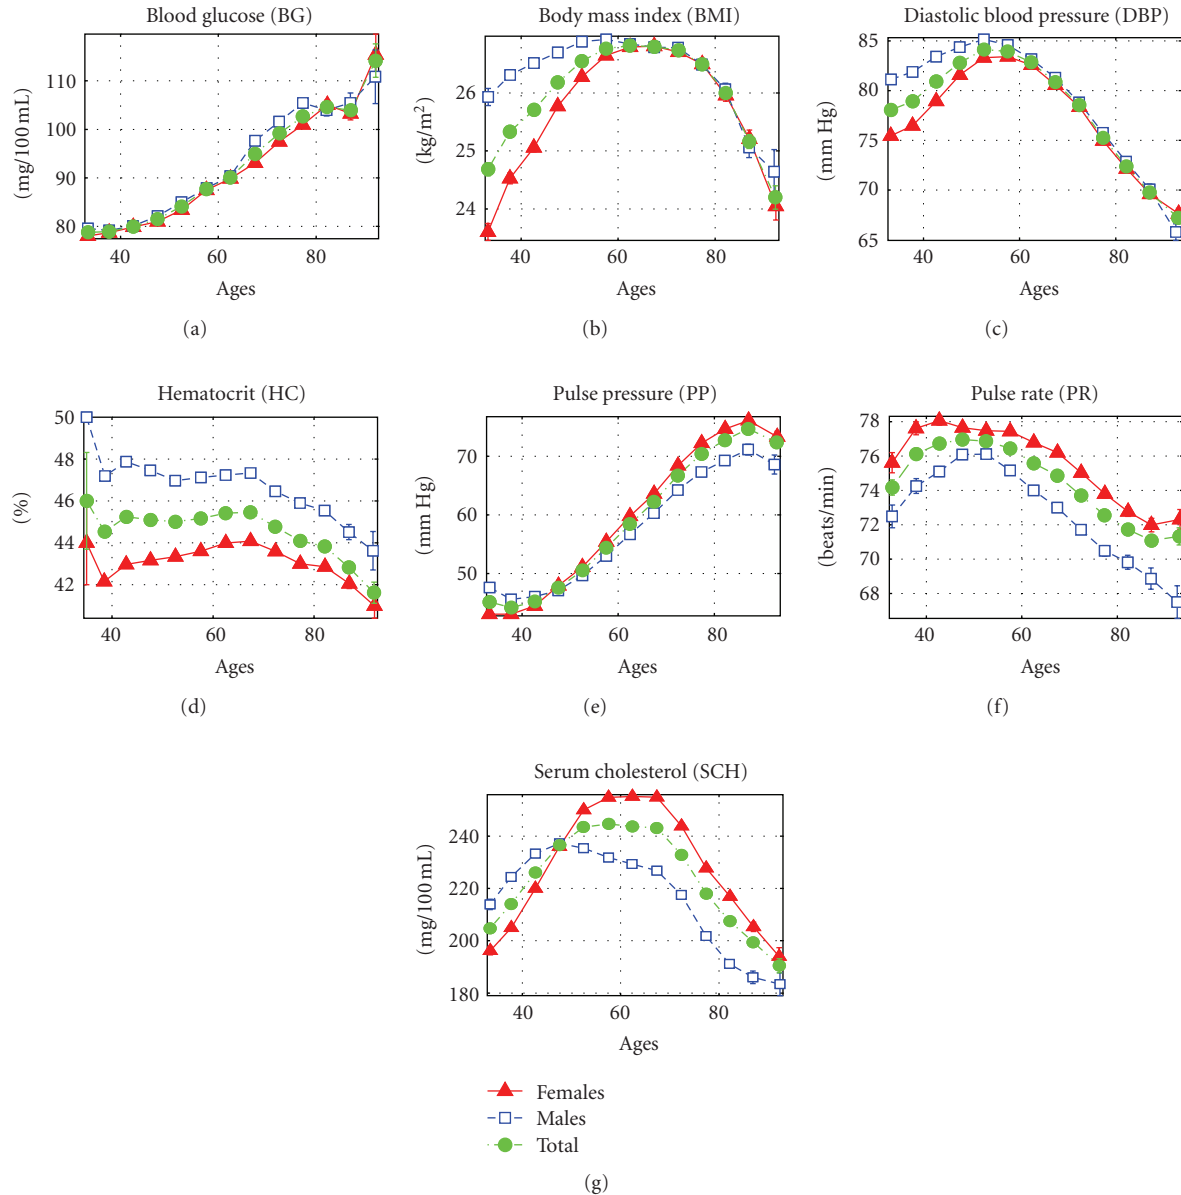 Blood glucose (BG)
110
100
90
80
(mg/100 mL)
40
60
80
Ages
(a)
Body mass index (BMI)
26
25
24
(kg/m²)
40
60
80
Ages
(b)
Diastolic blood pressure (DBP)
85
80
75
70
65
(mm Hg)
40
60
80
Ages
(c)
Hematocrit (HC)
50
48
46
44
42
(%)
40
60
80
Ages
(d)
Pulse pressure (PP)
70
60
50
(mm Hg)
40
60
80
Ages
(e)
Pulse rate (PR)
78
76
74
72
70
68
(beats/min)
40
60
80
Ages
(f)
Serum cholesterol (SCH)
240
220
200
180
(mg/100 mL)
40
60
80
Ages
Females
Males
Total
(g)